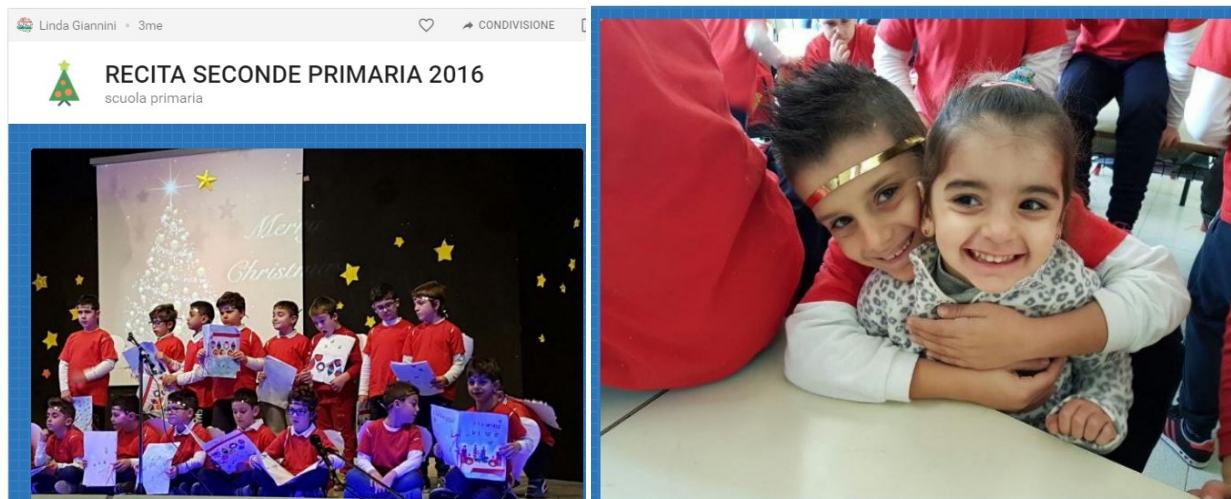 Linda Giannini • 3me
CONDIVISIONE
RECITA SECONDE PRIMARIA 2016
scuola primaria
Merry
Christmas